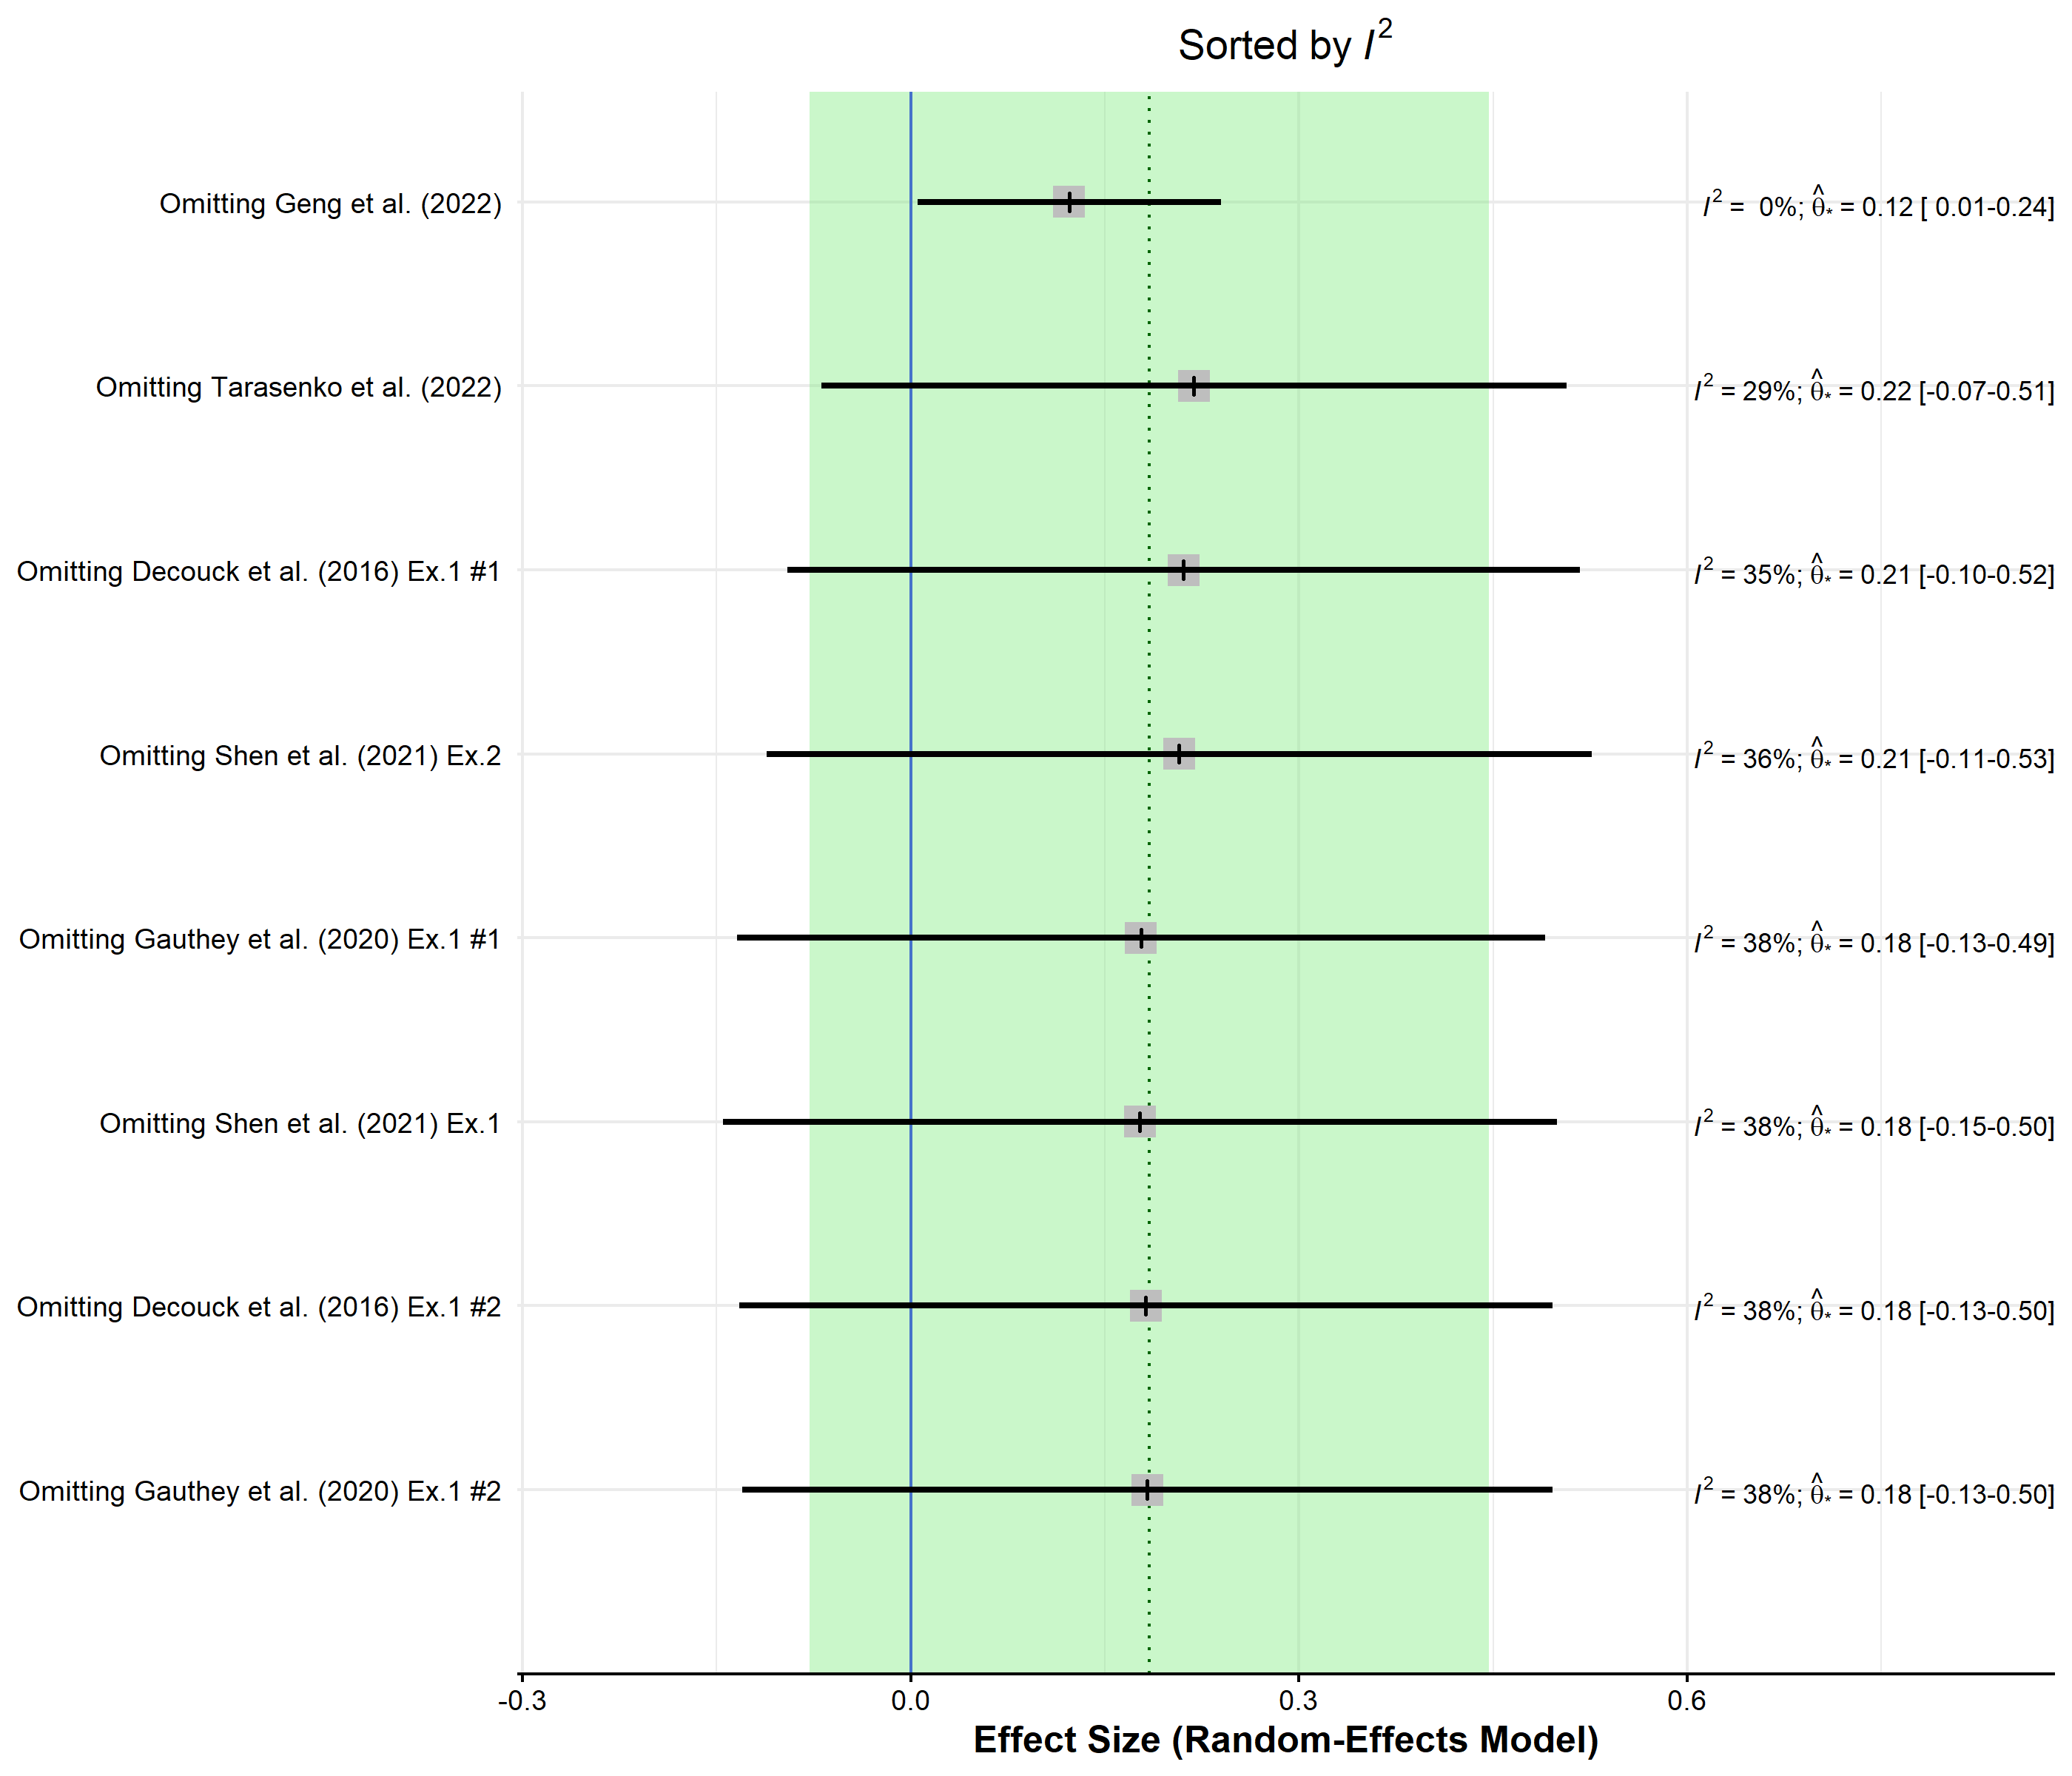 Sorted by I²
Omitting Geng et al. (2022) I² =  0%; θ̂* = 0.12 [ 0.01-0.24]
Omitting Tarasenko et al. (2022) I² = 29%; θ̂* = 0.22 [-0.07-0.51]
Omitting Decouck et al. (2016) Ex.1 #1 I² = 35%; θ̂* = 0.21 [-0.10-0.52]
Omitting Shen et al. (2021) Ex.2 I² = 36%; θ̂* = 0.21 [-0.11-0.53]
Omitting Gauthey et al. (2020) Ex.1 #1 I² = 38%; θ̂* = 0.18 [-0.13-0.49]
Omitting Shen et al. (2021) Ex.1 I² = 38%; θ̂* = 0.18 [-0.15-0.50]
Omitting Decouck et al. (2016) Ex.1 #2 I² = 38%; θ̂* = 0.18 [-0.13-0.50]
Omitting Gauthey et al. (2020) Ex.1 #2 I² = 38%; θ̂* = 0.18 [-0.13-0.50]
-0.3 0.0 0.3 0.6
Effect Size (Random-Effects Model)